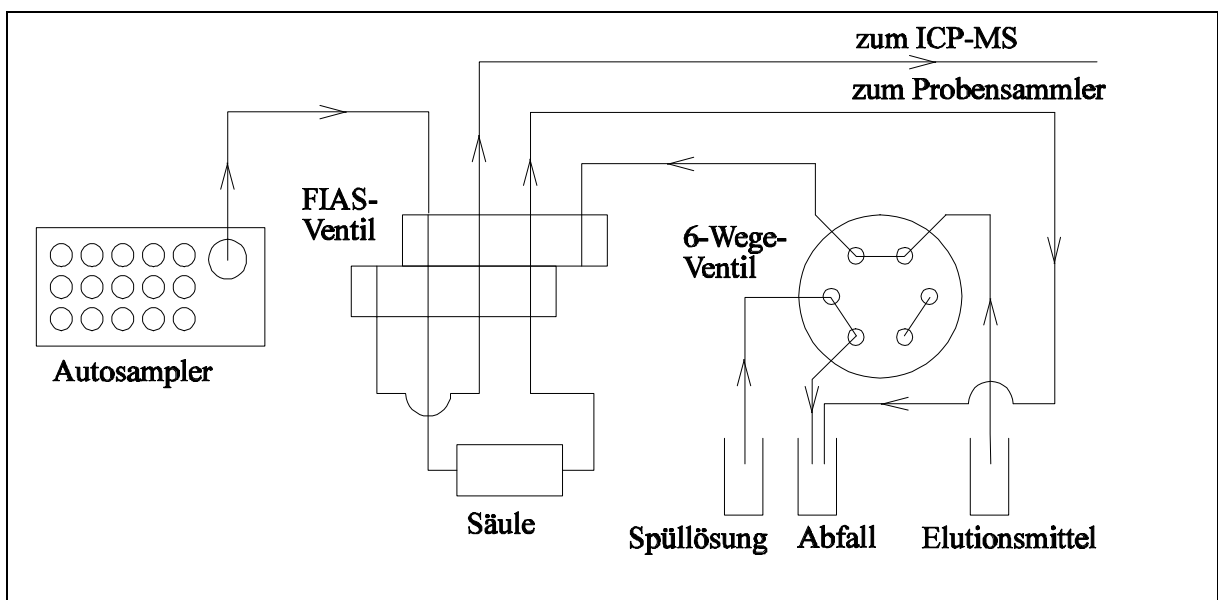 zum ICP-MS
zum Probensammler
FIAS-
Ventil
6-Wege-
Ventil
Autosampler
Säule
Spüllösung
Abfall
Elutionsmittel